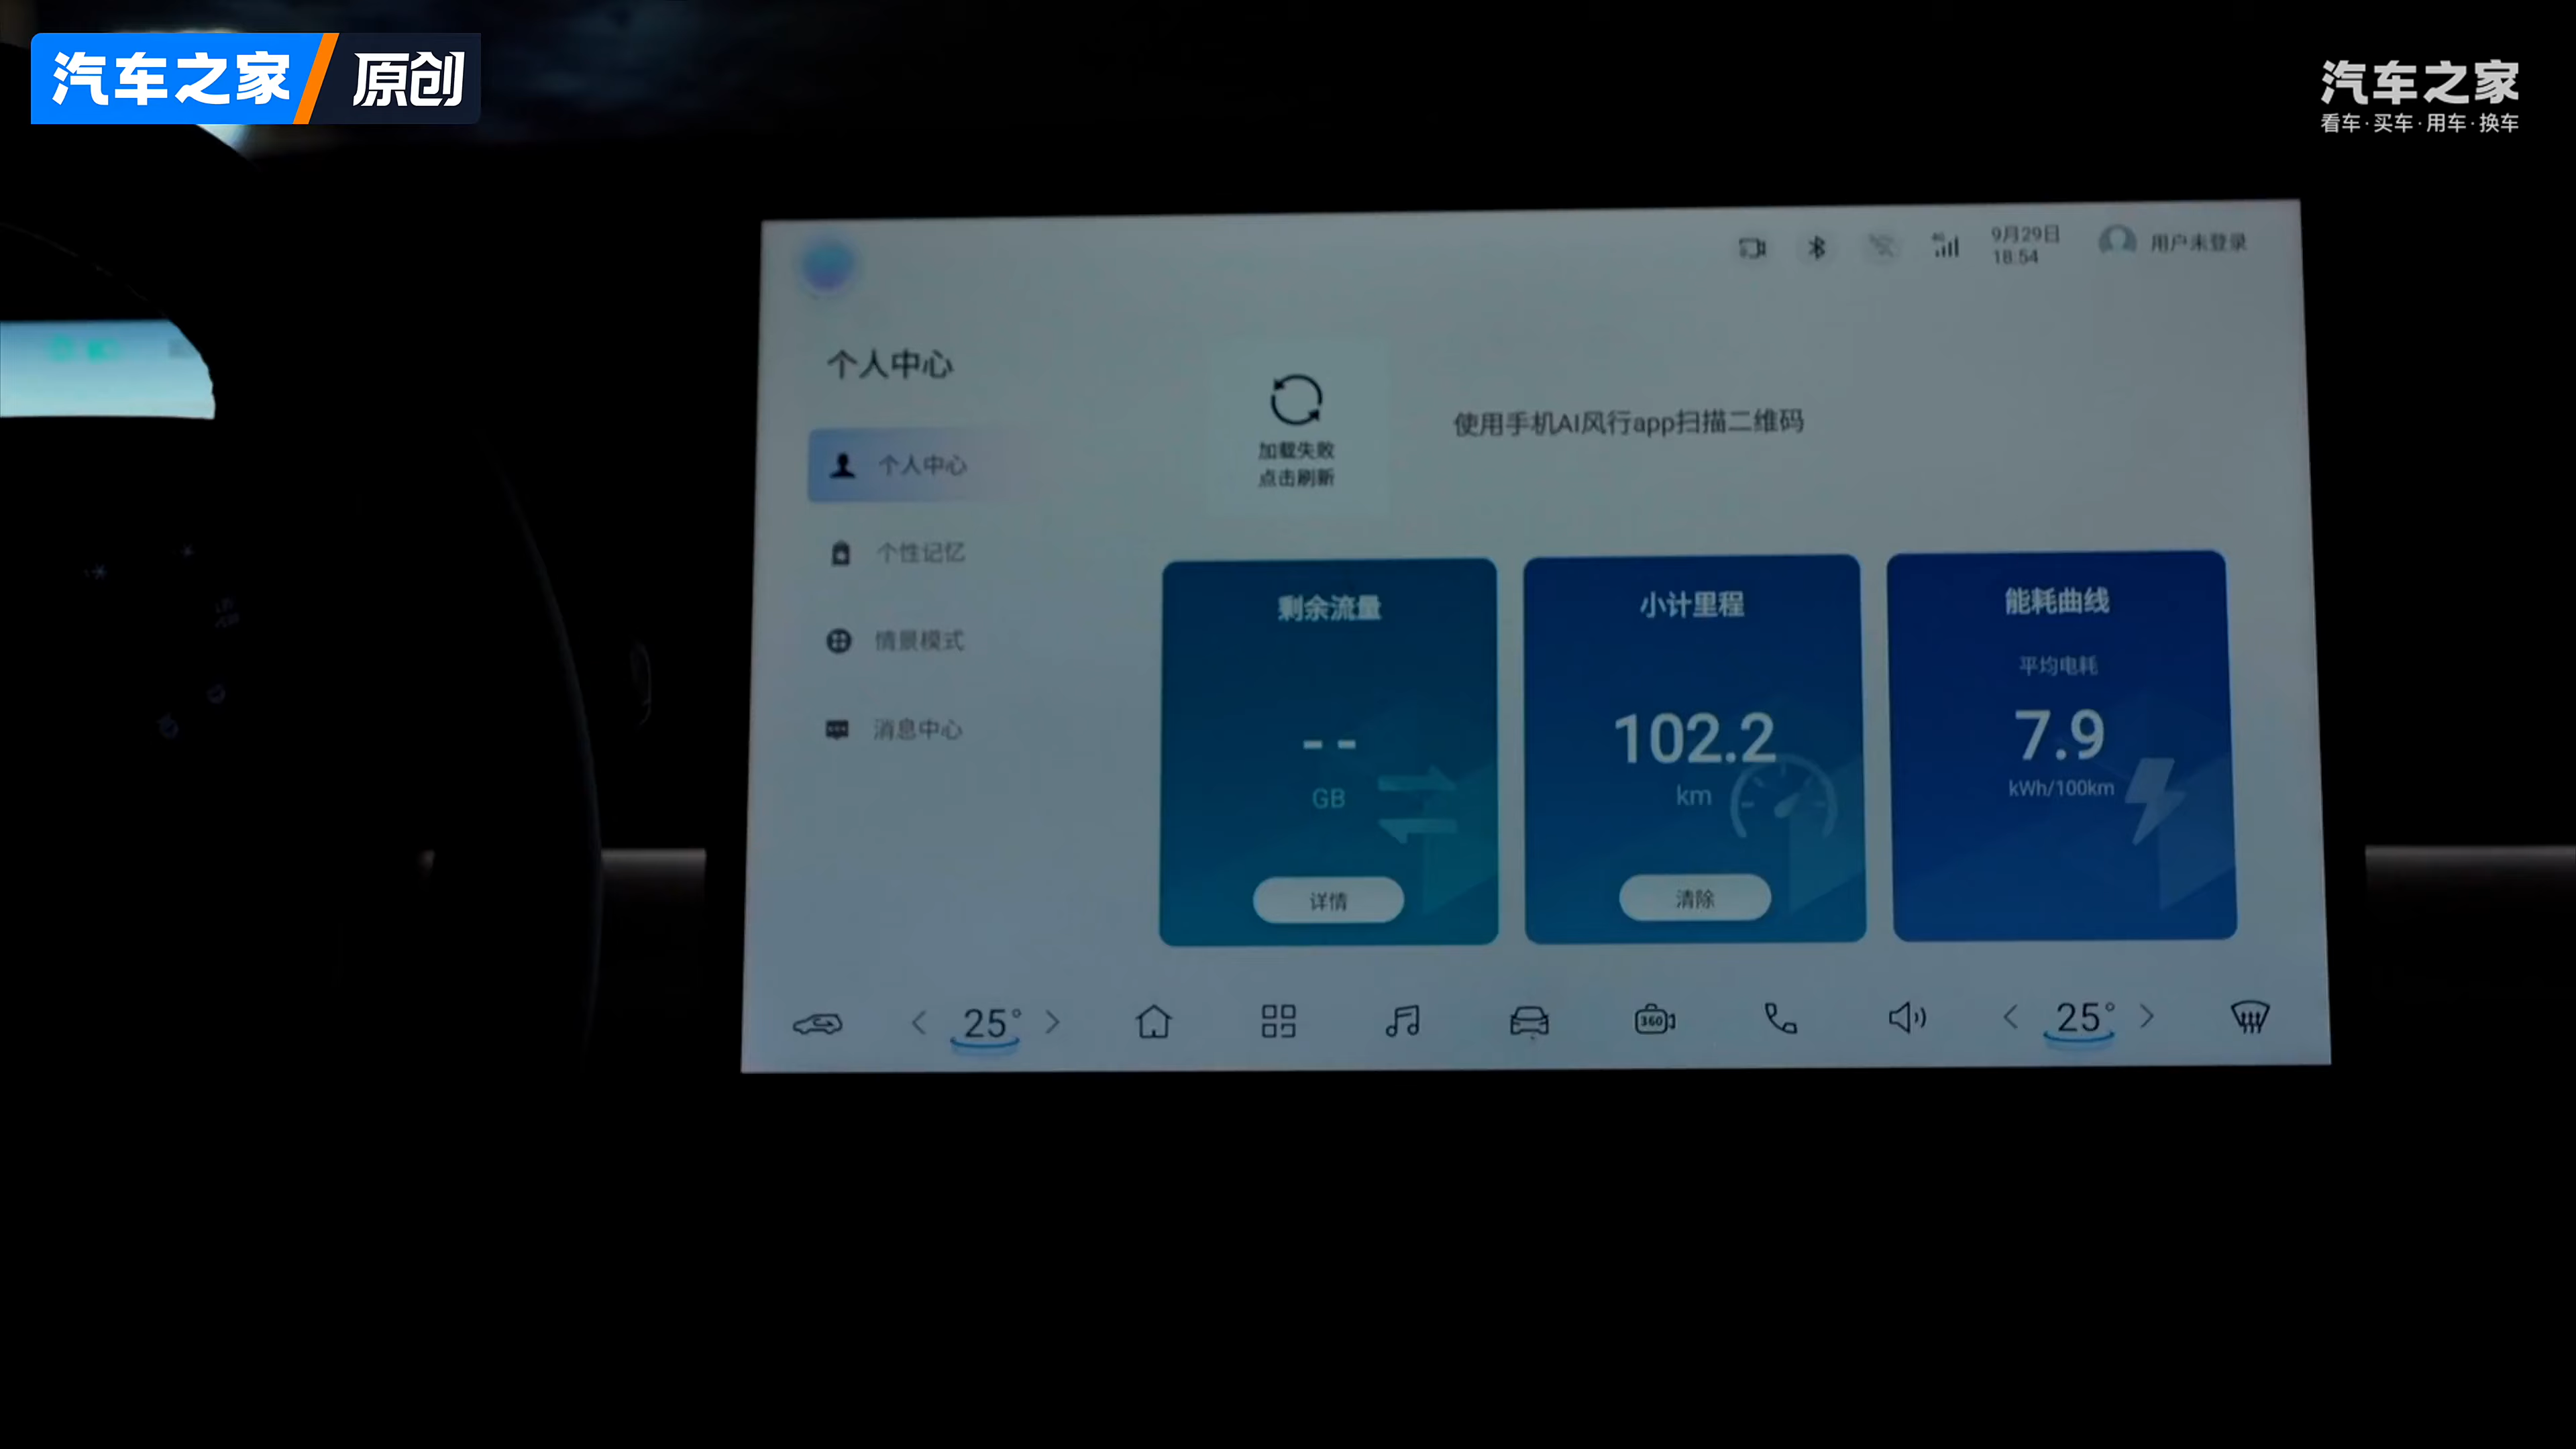 汽车之家 原创
汽车之家
看车·买车·用车·换车
9月29日
18:54
用户未登录
个人中心
个人中心
个性记忆
情景模式
消息中心
加载失败
点击刷新
使用手机AI风行app扫描二维码
剩余流量
--
GB
详情
小计里程
102.2
km
清除
能耗曲线
平均电耗
7.9
kWh/100km
25°
360
25°